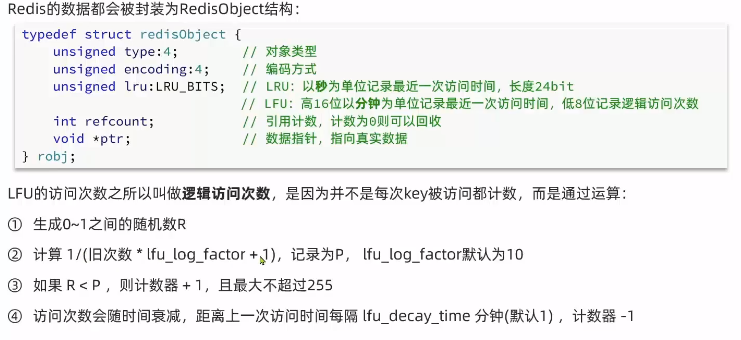 Redis的数据都会被封装为RedisObject结构：
typedef struct redisObject {
unsigned type:4; // 对象类型
unsigned encoding:4; // 编码方式
unsigned lru:LRU_BITS; // LRU：以秒为单位记录最近一次访问时间，长度24bit
// LFU：高16位以分钟为单位记录最近一次访问时间，低8位记录逻辑访问次数
int refcount; // 引用计数，计数为0则可以回收
void *ptr; // 数据指针，指向真实数据
} robj;
LFU的访问次数之所以叫做逻辑访问次数，是因为并不是每次key被访问都计数，而是通过运算：
① 生成0~1之间的随机数R
② 计算 1/(旧次数 * lfu_log_factor + 1)，记录为P， lfu_log_factor默认为10
③ 如果 R < P ，则计数器 + 1，且最大不超过255
④ 访问次数会随时间衰减，距离上一次访问时间每隔 lfu_decay_time 分钟(默认1) ，计数器 -1